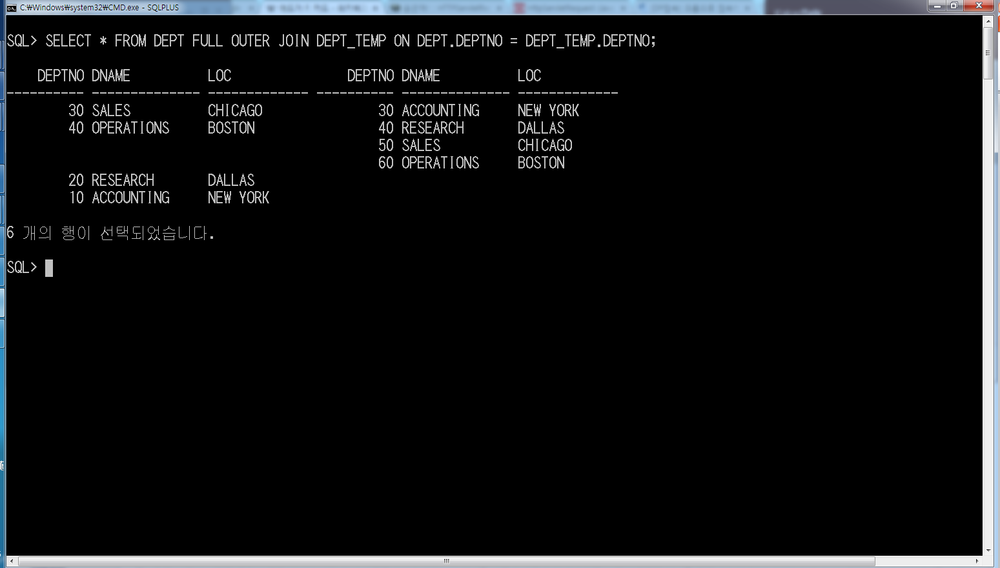 C:₩Windows₩system32₩CMD.exe - SQLPLUS
SQL> SELECT * FROM DEPT FULL OUTER JOIN DEPT_TEMP ON DEPT.DEPTNO = DEPT_TEMP.DEPTNO;
DEPTNO DNAME LOC DEPTNO DNAME LOC
---------- -------------- ------------- ---------- -------------- -------------
30 SALES CHICAGO 30 ACCOUNTING NEW YORK
40 OPERATIONS BOSTON 40 RESEARCH DALLAS
50 SALES CHICAGO
60 OPERATIONS BOSTON
20 RESEARCH DALLAS
10 ACCOUNTING NEW YORK
6 개의 행이 선택되었습니다.
SQL>